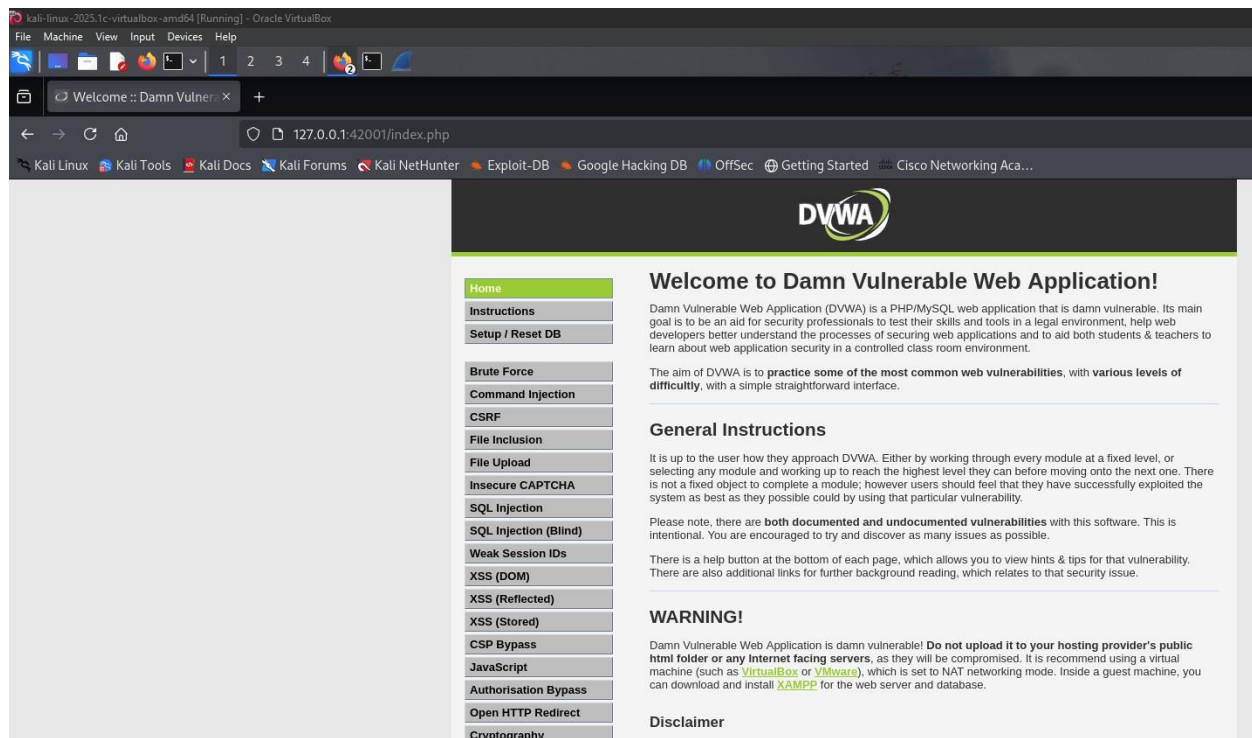 kali-linux-2025.1c-virtualbox-amd64 [Running] - Oracle VirtualBox
File Machine View Input Devices Help
1 2 3 4 2
Welcome :: Damn Vulnera
127.0.0.1:42001/index.php
Kali Linux Kali Tools Kali Docs Kali Forums Kali NetHunter Exploit-DB Google Hacking DB OffSec Getting Started Cisco Networking Aca...
DVWA
Home
Instructions
Setup / Reset DB
Brute Force
Command Injection
CSRF
File Inclusion
File Upload
Insecure CAPTCHA
SQL Injection
SQL Injection (Blind)
Weak Session IDs
XSS (DOM)
XSS (Reflected)
XSS (Stored)
CSP Bypass
JavaScript
Authorisation Bypass
Open HTTP Redirect
Cryptography
Welcome to Damn Vulnerable Web Application!
Damn Vulnerable Web Application (DVWA) is a PHP/MySQL web application that is damn vulnerable. Its main
goal is to be an aid for security professionals to test their skills and tools in a legal environment, help web
developers better understand the processes of securing web applications and to aid both students & teachers to
learn about web application security in a controlled class room environment.
The aim of DVWA is to practice some of the most common web vulnerabilities, with various levels of
difficultly, with a simple straightforward interface.
General Instructions
It is up to the user how they approach DVWA. Either by working through every module at a fixed level, or
selecting any module and working up to reach the highest level they can before moving onto the next one. There
is not a fixed object to complete a module; however users should feel that they have successfully exploited the
system as best as they possible could by using that particular vulnerability.
Please note, there are both documented and undocumented vulnerabilities with this software. This is
intentional. You are encouraged to try and discover as many issues as possible.
There is a help button at the bottom of each page, which allows you to view hints & tips for that vulnerability.
There are also additional links for further background reading, which relates to that security issue.
WARNING!
Damn Vulnerable Web Application is damn vulnerable! Do not upload it to your hosting provider's public
html folder or any Internet facing servers, as they will be compromised. It is recommend using a virtual
machine (such as VirtualBox or VMware), which is set to NAT networking mode. Inside a guest machine, you
can download and install XAMPP for the web server and database.
Disclaimer